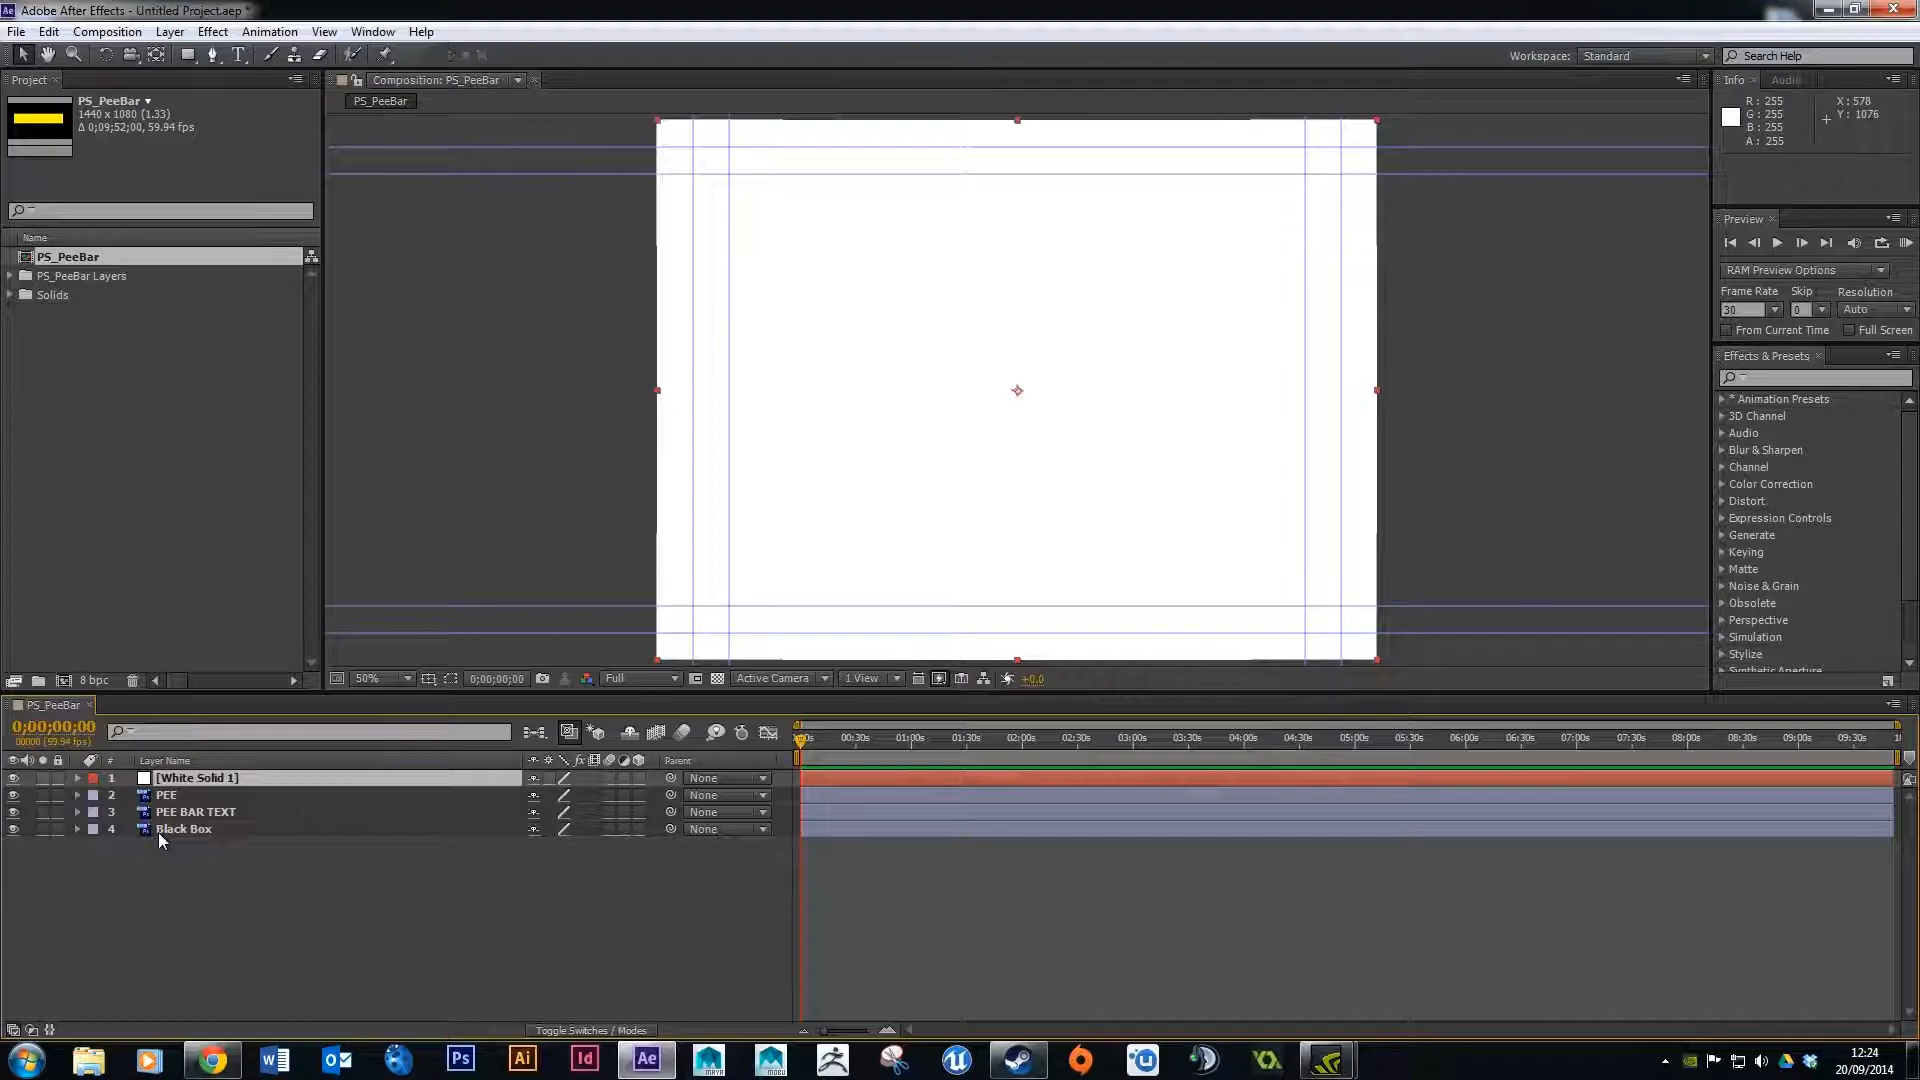 Adobe After Effects - Untitled Project.aep *
File Edit Composition Layer Effect Animation View Window Help
Workspace: Standard Search Help
Project
Composition: PS_PeeBar
Info Audio
PS_PeeBar
1440 x 1080 (1.33)
Δ 0;09;52;00, 59.94 fps
PS_PeeBar
R: 255
G: 255
B: 255
A: 255
X: 578
Y: 1076
Preview
RAM Preview Options
Frame Rate Skip Resolution
30 0 Auto
From Current Time Full Screen
Name
PS_PeeBar
PS_PeeBar Layers
Solids
Effects & Presets
* Animation Presets
3D Channel
Audio
Blur & Sharpen
Channel
Color Correction
Distort
Expression Controls
Generate
Keying
Matte
Noise & Grain
Obsolete
Perspective
Simulation
Stylize
Synthetic Aperture
8 bpc
50% 0;00;00;00 Full Active Camera 1 View +0.0
PS_PeeBar
0;00;00;00
00000 (59.94 fps)
00:30s 01:00s 01:30s 02:00s 02:30s 03:00s 03:30s 04:00s 04:30s 05:00s 05:30s 06:00s 06:30s 07:00s 07:30s 08:00s 08:30s 09:00s 09:30s
# Layer Name Parent
1 [White Solid 1] None
2 PEE None
3 PEE BAR TEXT None
4 Black Box None
Toggle Switches / Modes
Ps Ai Id Ae MAYA MOBU
12:24
20/09/2014